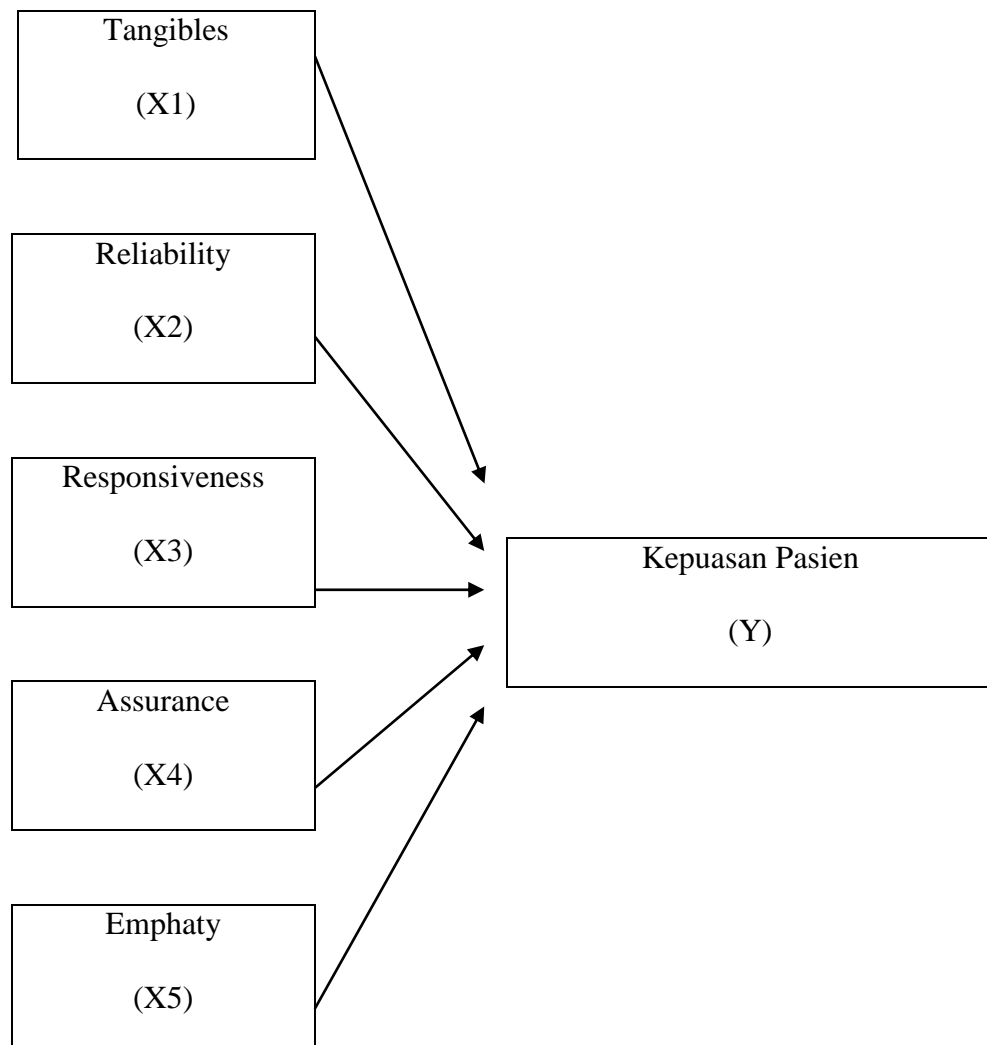 Tangibles
(X1)
Reliability
(X2)
Responsiveness
(X3)
Assurance
(X4)
Emphaty
(X5)
Kepuasan Pasien
(Y)